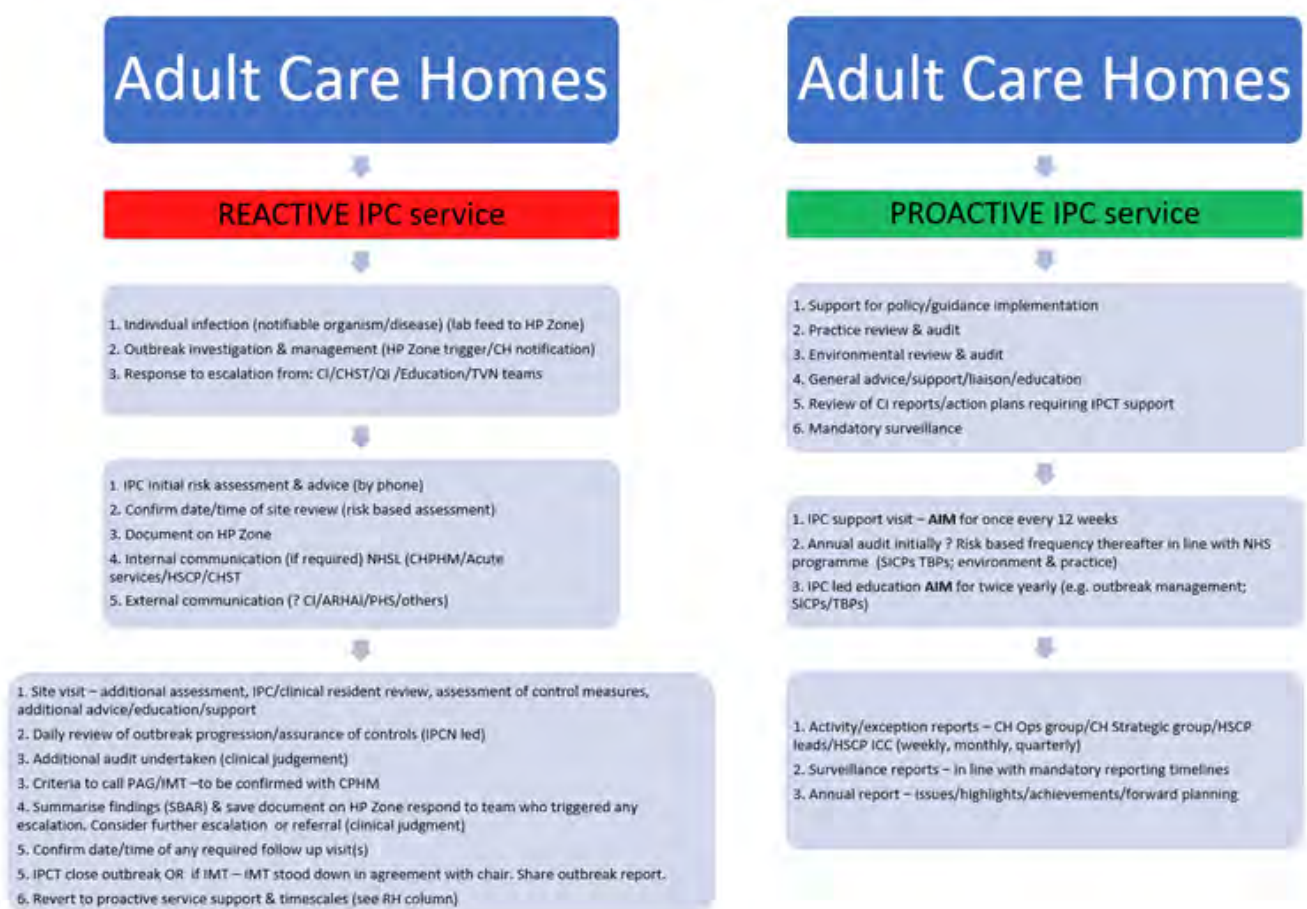 Adult Care Homes
REACTIVE IPC service
1. Individual infection (notifiable organism/disease) (lab feed to HP Zone)
2. Outbreak investigation & management (HP Zone trigger/CH notification)
3. Response to escalation from: CI/CHST/QI /Education/TVN teams
1. IPC initial risk assessment & advice (by phone)
2. Confirm date/time of site review (risk based assessment)
3. Document on HP Zone
4. Internal communication (if required) NHSL (CHPHM/Acute
services/HSCP/CHST
5. External communication (? CI/ARHAI/PHS/others)
1. Site visit – additional assessment, IPC/clinical resident review, assessment of control measures,
additional advice/education/support
2. Daily review of outbreak progression/assurance of controls (IPCN led)
3. Additional audit undertaken (clinical judgement)
3. Criteria to call PAG/IMT –to be confirmed with CPHM
4. Summarise findings (SBAR) & save document on HP Zone respond to team who triggered any
escalation. Consider further escalation or referral (clinical judgment)
5. Confirm date/time of any required follow up visit(s)
5. IPCT close outbreak OR if IMT – IMT stood down in agreement with chair. Share outbreak report.
6. Revert to proactive service support & timescales (see RH column)
Adult Care Homes
PROACTIVE IPC service
1. Support for policy/guidance implementation
2. Practice review & audit
3. Environmental review & audit
4. General advice/support/liaison/education
5. Review of CI reports/action plans requiring IPCT support
6. Mandatory surveillance
1. IPC support visit – AIM for once every 12 weeks
2. Annual audit initially ? Risk based frequency thereafter in line with NHS
programme (SICPs TBPs; environment & practice)
3. IPC led education AIM for twice yearly (e.g. outbreak management;
SICPs/TBPs)
1. Activity/exception reports – CH Ops group/CH Strategic group/HSCP
leads/HSCP ICC (weekly, monthly, quarterly)
2. Surveillance reports – in line with mandatory reporting timelines
3. Annual report – issues/highlights/achievements/forward planning